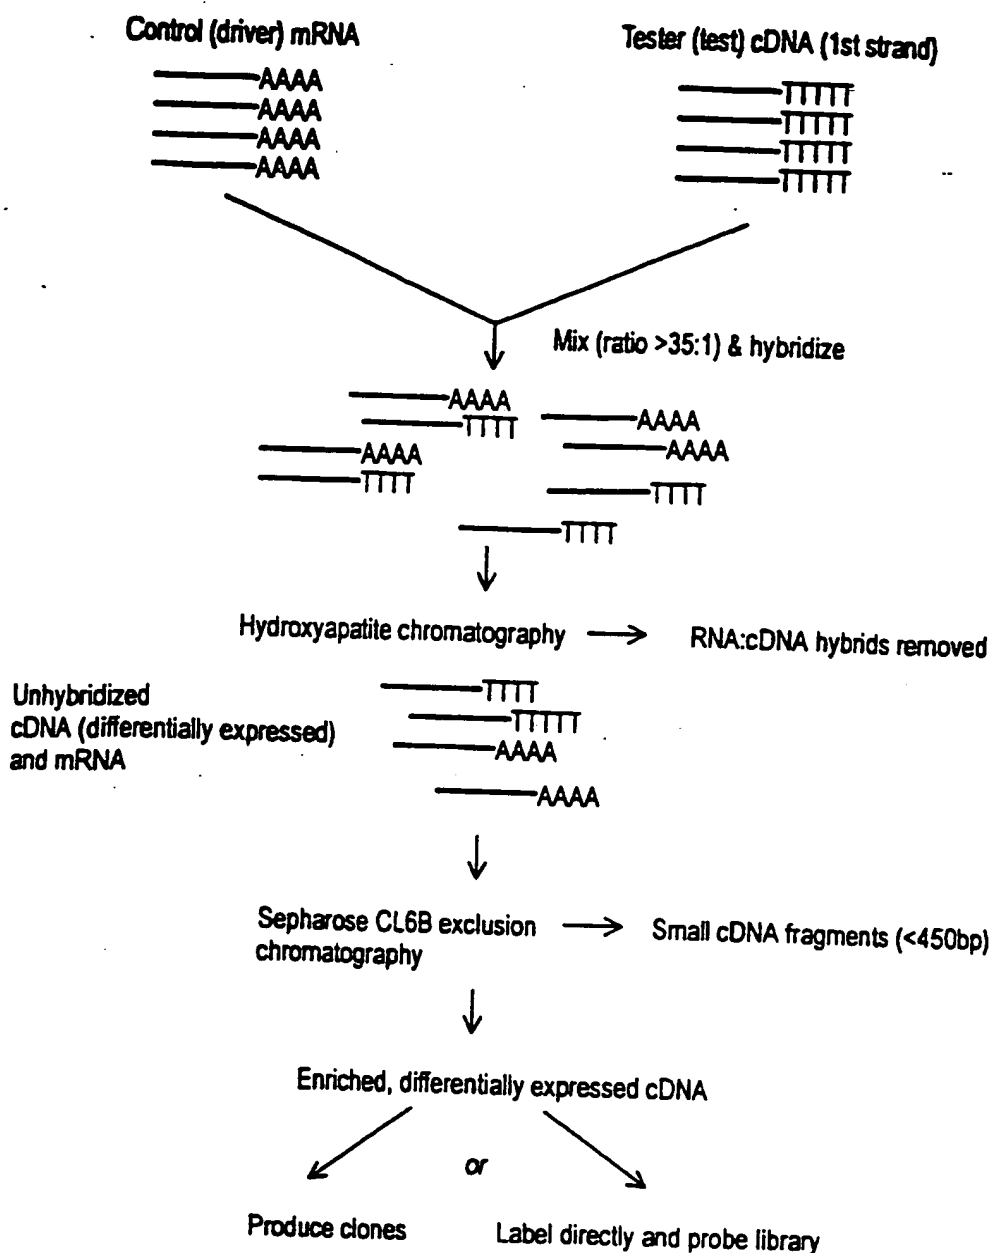 Control (driver) mRNA
Tester (test) cDNA (1st strand)
AAAA
AAAA
AAAA
AAAA
TTTTT
TTTTT
TTTTT
TTTTT
Mix (ratio >35:1) & hybridize
AAAA
TTTT
AAAA
AAAA
AAAA
TTTT
TTTT
TTTT
Hydroxyapatite chromatography
RNA:cDNA hybrids removed
Unhybridized
cDNA (differentially expressed)
and mRNA
TTTT
TTTTT
AAAA
AAAA
Sepharose CL6B exclusion
chromatography
Small cDNA fragments (<450bp)
Enriched, differentially expressed cDNA
or
Produce clones
Label directly and probe library